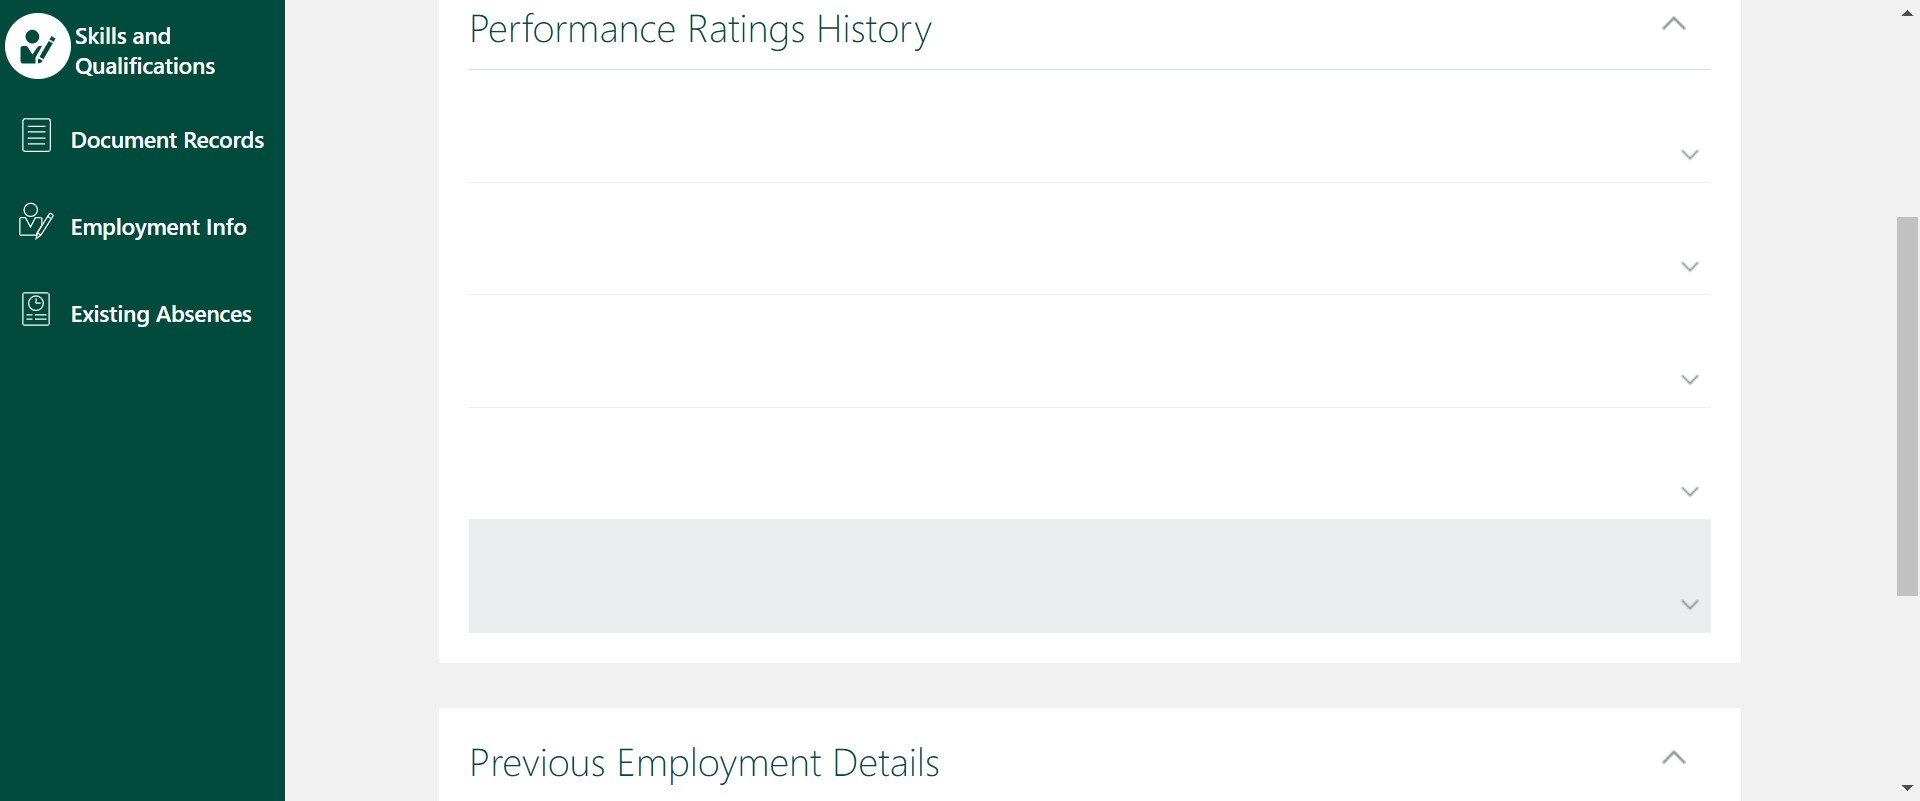 Skills and
Qualifications
Document Records
Employment Info
Existing Absences
Performance Ratings History
Previous Employment Details